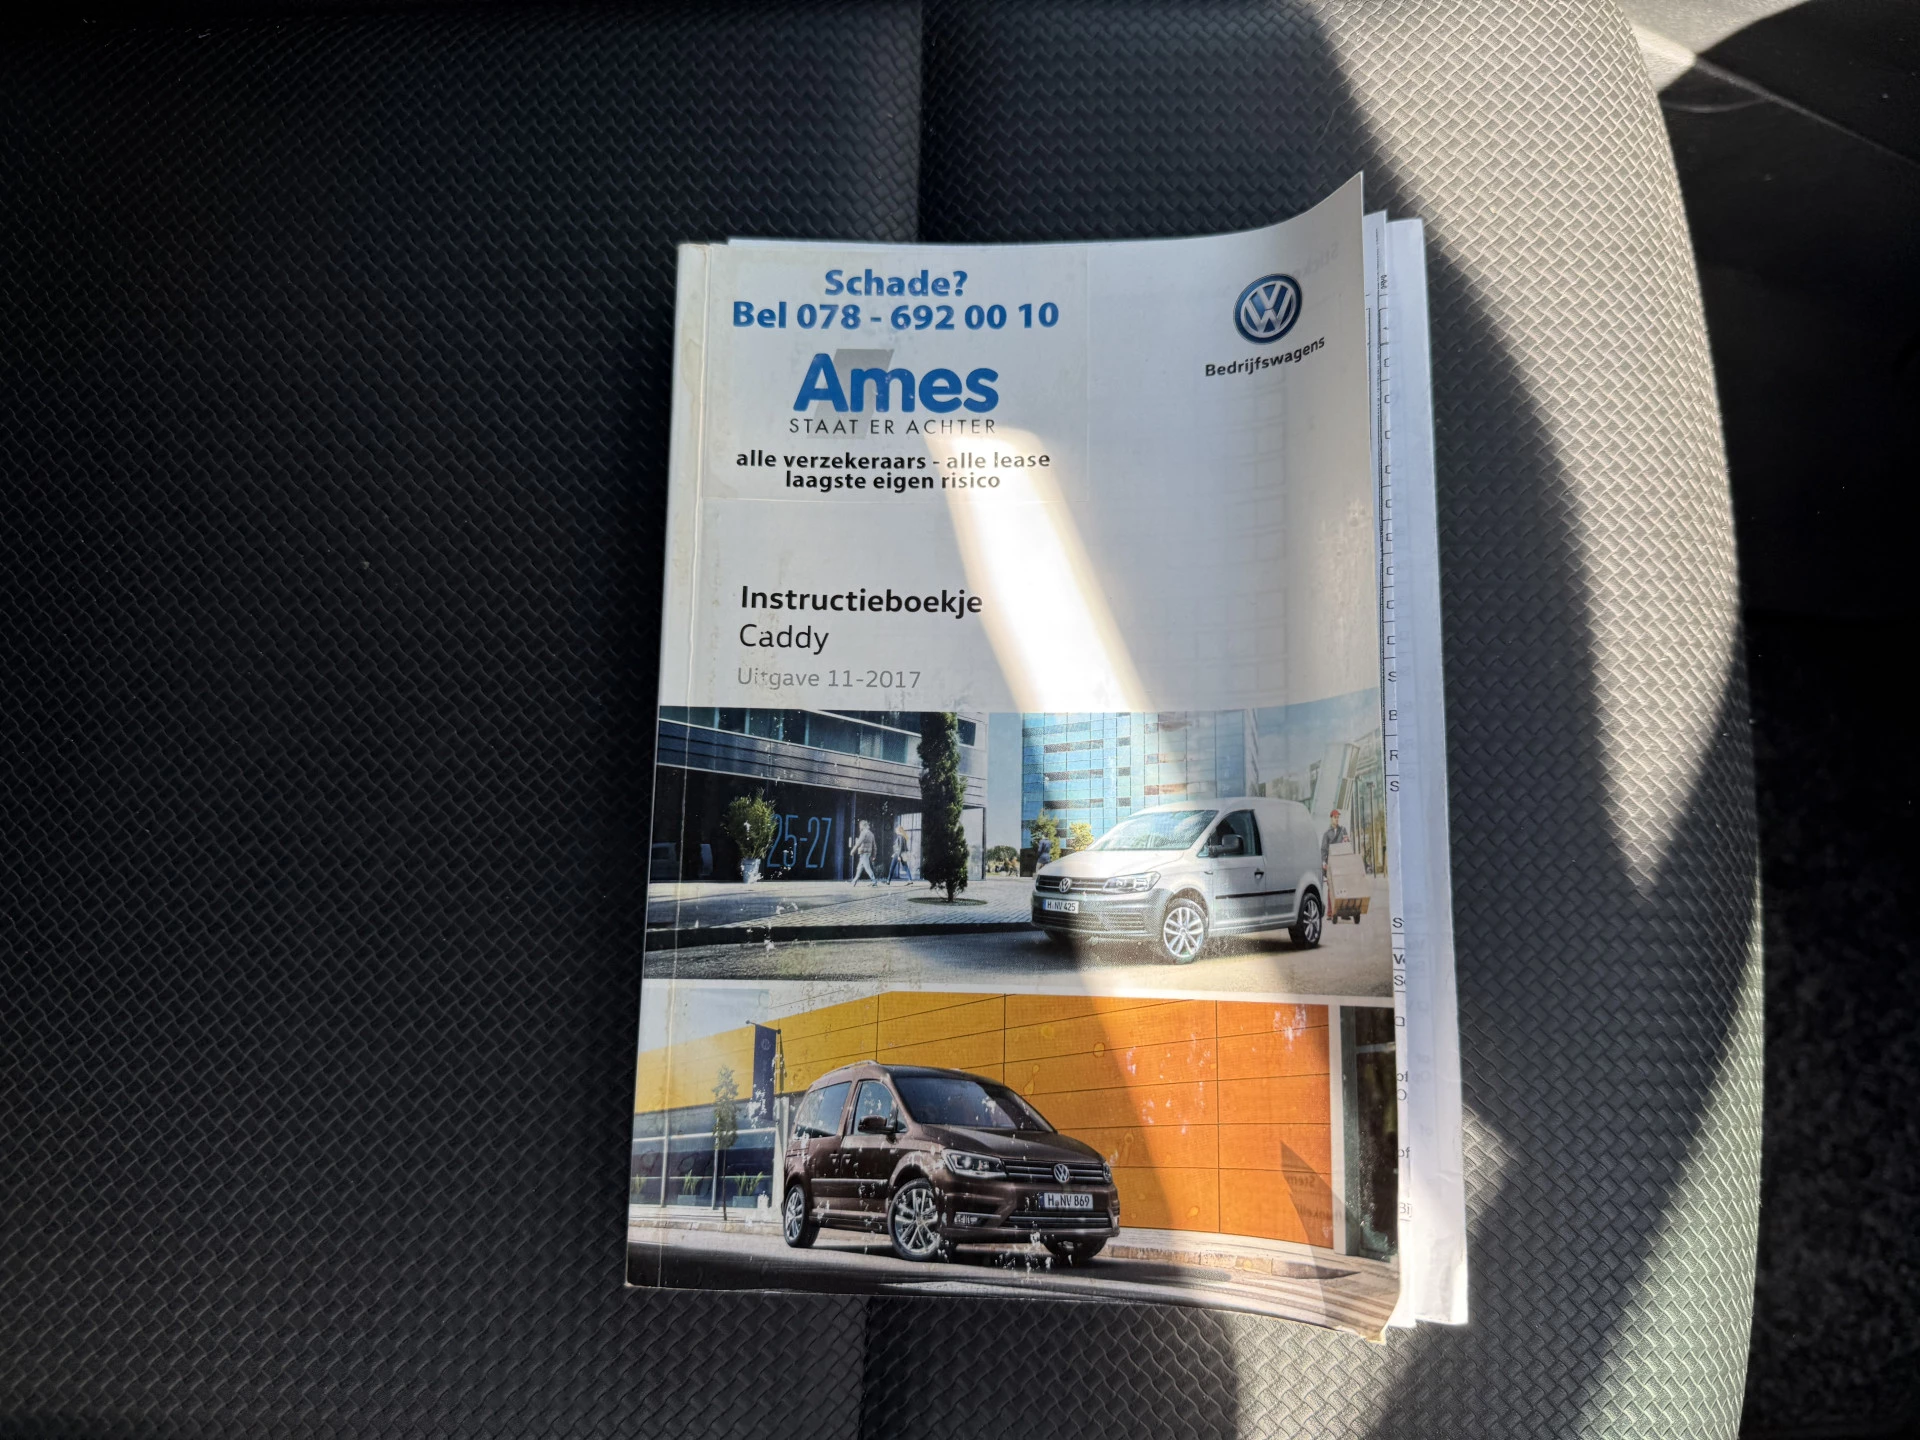 Schade?
Bel 078 - 692 00 10
Ames
STAAT ER ACHTER
alle verzekeraars - alle lease
laagste eigen risico
Bedrijfswagens
Instructieboekje
Caddy
Uitgave 11-2017
25-27
H·NV 425
H·NV 869